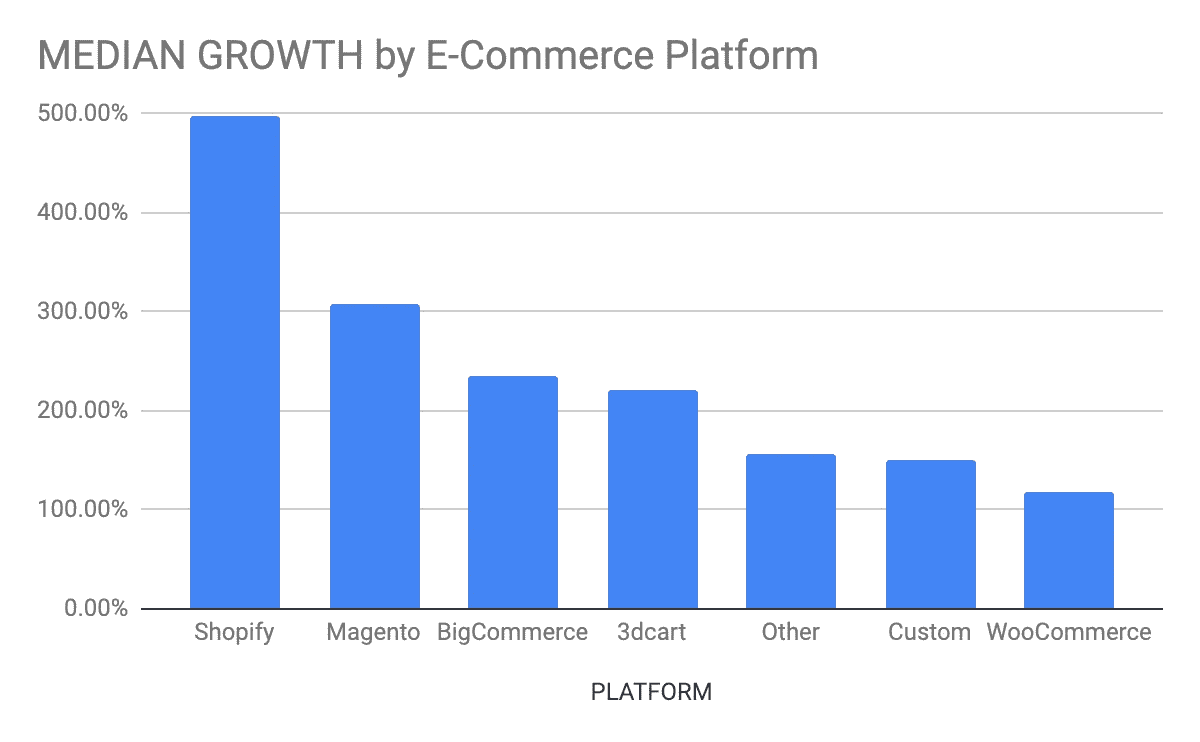 MEDIAN GROWTH by E-Commerce Platform
500.00%
400.00%
300.00%
200.00%
100.00%
0.00%
Shopify Magento BigCommerce 3dcart Other Custom WooCommerce
PLATFORM